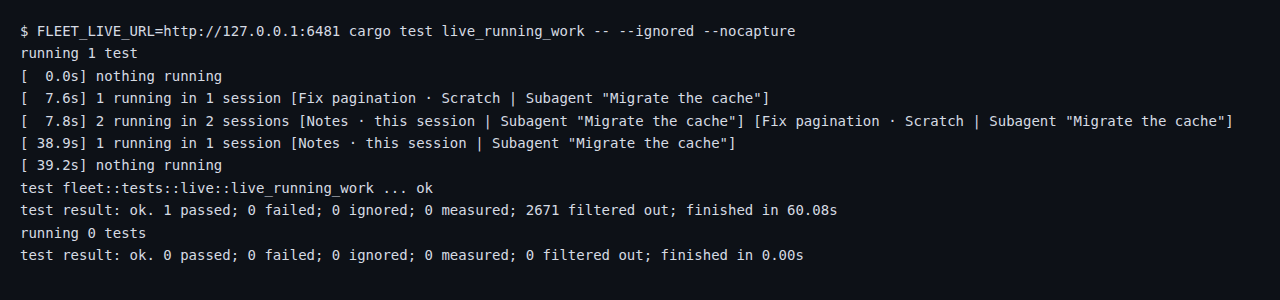 $ FLEET_LIVE_URL=http://127.0.0.1:6481 cargo test live_running_work -- --ignored --nocapture
running 1 test
[  0.0s] nothing running
[  7.6s] 1 running in 1 session [Fix pagination · Scratch | Subagent "Migrate the cache"]
[  7.8s] 2 running in 2 sessions [Notes · this session | Subagent "Migrate the cache"] [Fix pagination · Scratch | Subagent "Migrate the cache"]
[ 38.9s] 1 running in 1 session [Notes · this session | Subagent "Migrate the cache"]
[ 39.2s] nothing running
test fleet::tests::live::live_running_work ... ok
test result: ok. 1 passed; 0 failed; 0 ignored; 0 measured; 2671 filtered out; finished in 60.08s
running 0 tests
test result: ok. 0 passed; 0 failed; 0 ignored; 0 measured; 0 filtered out; finished in 0.00s